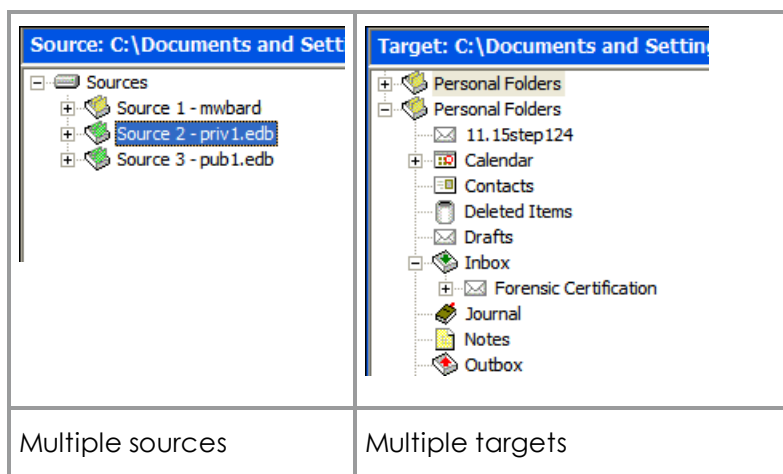 Source: C:\Documents and Sett
Sources
Source 1 - mwbard
Source 2 - priv1.edb
Source 3 - pub1.edb
Multiple sources
Target: C:\Documents and Setting
Personal Folders
Personal Folders
11.15step124
Calendar
Contacts
Deleted Items
Drafts
Inbox
Forensic Certification
Journal
Notes
Outbox
Multiple targets